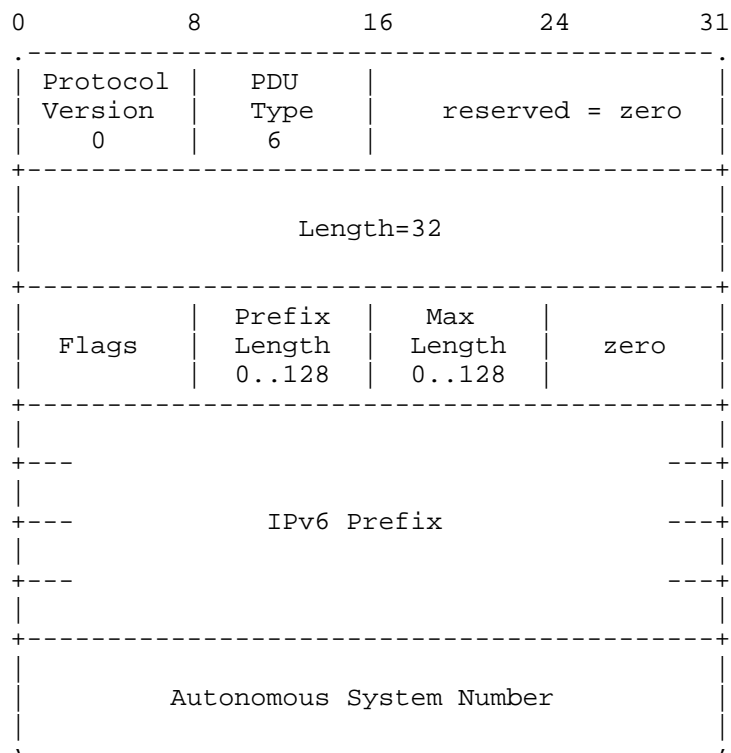 0 8 16 24 31
Protocol PDU
Version Type reserved = zero
0 6
Length=32
Prefix Max
Flags Length Length zero
0..128 0..128
IPv6 Prefix
Autonomous System Number